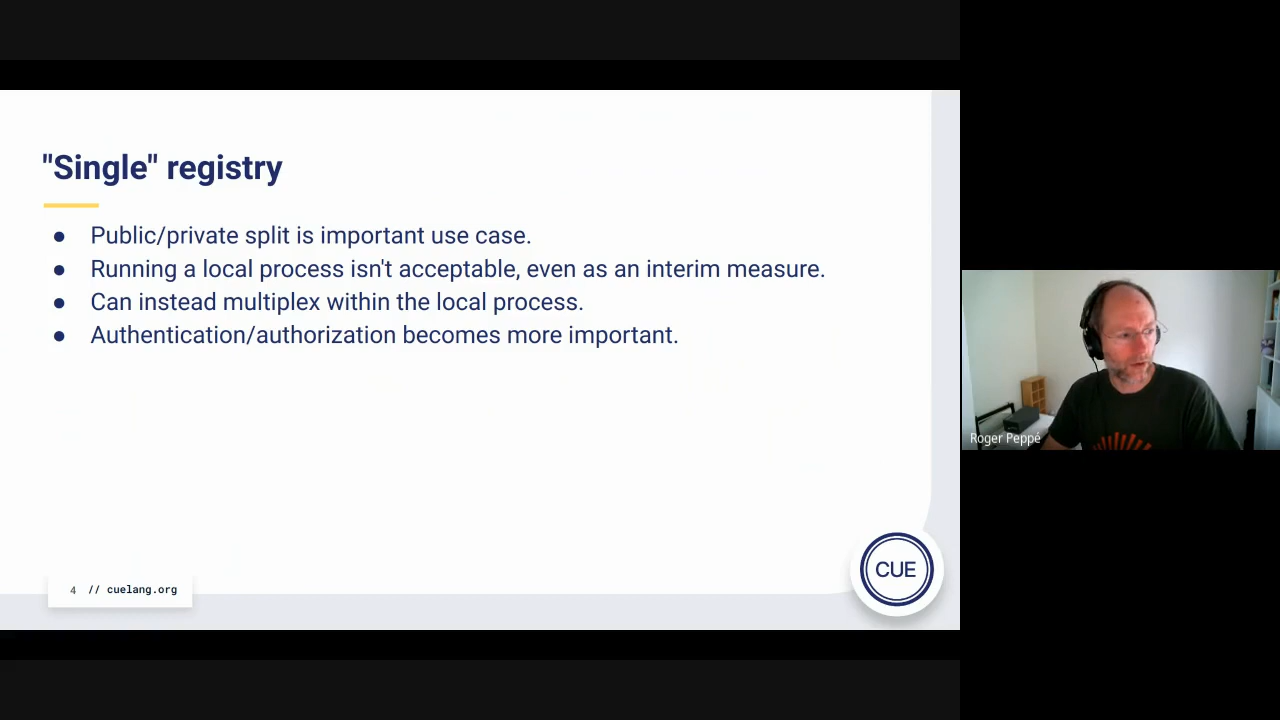 "Single" registry
● Public/private split is important use case.
● Running a local process isn't acceptable, even as an interim measure.
● Can instead multiplex within the local process.
● Authentication/authorization becomes more important.
Roger Peppé
CUE
4 // cuelang.org